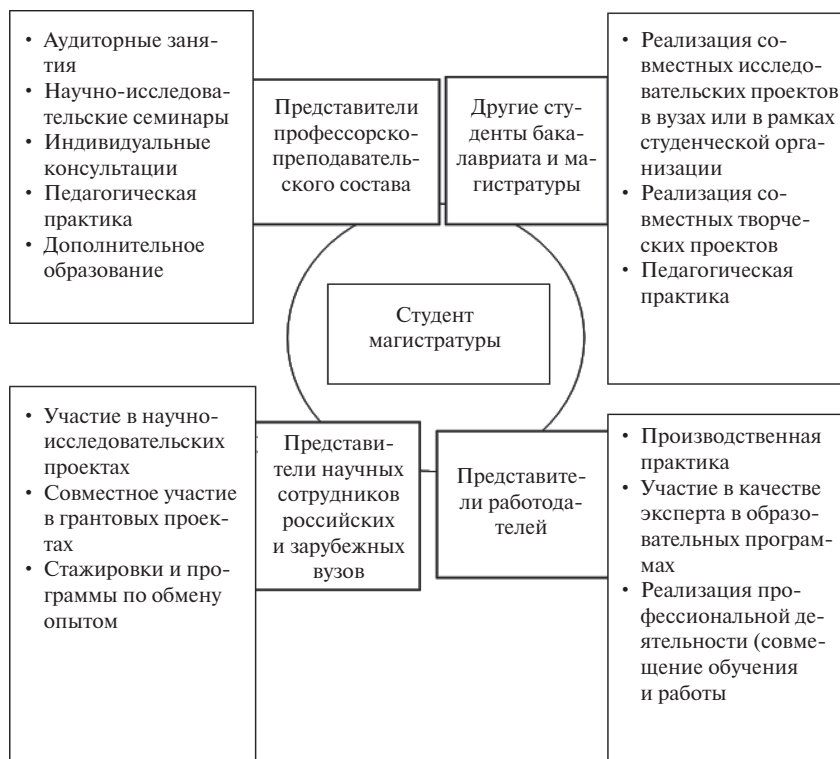 • Аудиторные заня-
тия
• Научно-исследова-
тельские семинары
• Индивидуальные
консультации
• Педагогическая
практика
• Дополнительное
образование
Представители
профессорско-
преподаватель-
ского состава
Другие сту-
денты бака-
лавриата и ма-
гистратуры
• Реализация со-
вместных исследо-
вательских проектов
в вузах или в рамках
студенческой орга-
низации
• Реализация со-
вместных творче-
ских проектов
• Педагогическая
практика
Студент
магистратуры
• Участие в научно-
исследовательских
проектах
• Совместное участие
в грантовых проек-
тах
• Стажировки и про-
граммы по обмену
опытом
Представи-
тели научных
сотрудников
российских
и зарубежных
вузов
Представите-
ли работода-
телей
• Производственная
практика
• Участие в качестве
эксперта в образо-
вательных програм-
мах
• Реализация про-
фессиональной де-
ятельности (совме-
щение обучения
и работы